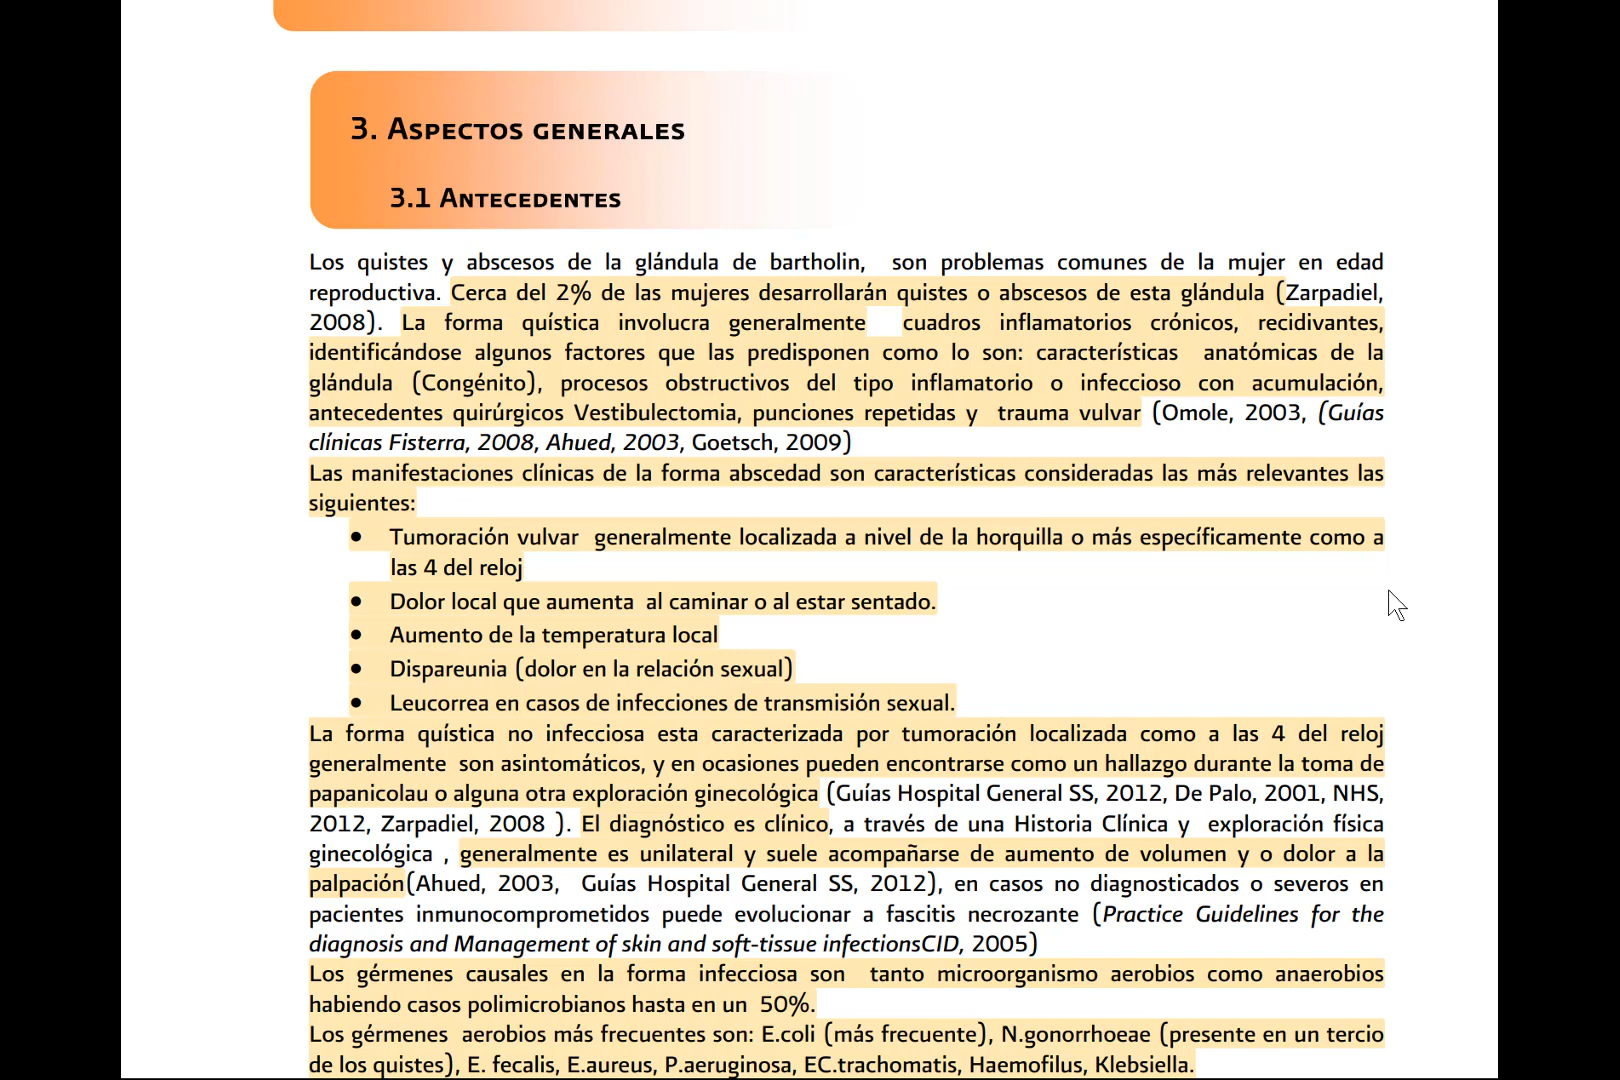 3. Aspectos generales
3.1 Antecedentes
Los quistes y abscesos de la glándula de bartholin, son problemas comunes de la mujer en edad
reproductiva. Cerca del 2% de las mujeres desarrollarán quistes o abscesos de esta glándula (Zarpadiel,
2008). La forma quística involucra generalmente cuadros inflamatorios crónicos, recidivantes,
identificándose algunos factores que las predisponen como lo son: características anatómicas de la
glándula (Congénito), procesos obstructivos del tipo inflamatorio o infeccioso con acumulación,
antecedentes quirúrgicos Vestibulectomia, punciones repetidas y trauma vulvar (Omole, 2003, (Guías
clínicas Fisterra, 2008, Ahued, 2003, Goetsch, 2009)
Las manifestaciones clínicas de la forma abscedad son características consideradas las más relevantes las
siguientes:
• Tumoración vulvar generalmente localizada a nivel de la horquilla o más específicamente como a
las 4 del reloj
• Dolor local que aumenta al caminar o al estar sentado.
• Aumento de la temperatura local
• Dispareunia (dolor en la relación sexual)
• Leucorrea en casos de infecciones de transmisión sexual.
La forma quística no infecciosa esta caracterizada por tumoración localizada como a las 4 del reloj
generalmente son asintomáticos, y en ocasiones pueden encontrarse como un hallazgo durante la toma de
papanicolau o alguna otra exploración ginecológica (Guías Hospital General SS, 2012, De Palo, 2001, NHS,
2012, Zarpadiel, 2008 ). El diagnóstico es clínico, a través de una Historia Clínica y exploración física
ginecológica , generalmente es unilateral y suele acompañarse de aumento de volumen y o dolor a la
palpación(Ahued, 2003, Guías Hospital General SS, 2012), en casos no diagnosticados o severos en
pacientes inmunocomprometidos puede evolucionar a fascitis necrozante (Practice Guidelines for the
diagnosis and Management of skin and soft-tissue infectionsCID, 2005)
Los gérmenes causales en la forma infecciosa son tanto microorganismo aerobios como anaerobios
habiendo casos polimicrobianos hasta en un 50%.
Los gérmenes aerobios más frecuentes son: E.coli (más frecuente), N.gonorrhoeae (presente en un tercio
de los quistes), E. fecalis, E.aureus, P.aeruginosa, EC.trachomatis, Haemofilus, Klebsiella.